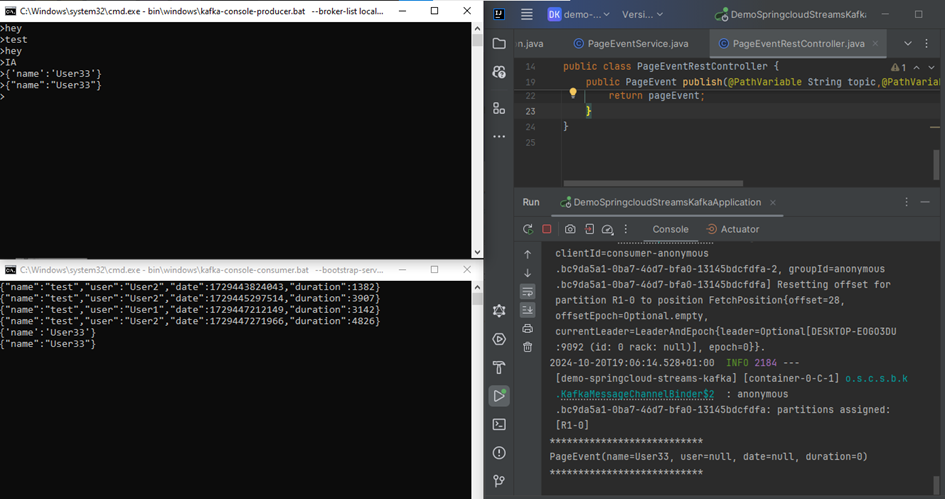 C:\Windows\system32\cmd.exe - bin\windows\kafka-console-producer.bat --broker-list local...
>hey
>test
>hey
>IA
>{'name':'User33'}
>{"name":"User33"}
>
C:\Windows\system32\cmd.exe - bin\windows\kafka-console-consumer.bat --bootstrap-serv...
{"name":"test","user":"User2","date":1729443824043,"duration":1382}
{"name":"test","user":"User2","date":1729445297514,"duration":3907}
{"name":"test","user":"User1","date":1729447212149,"duration":3142}
{"name":"test","user":"User2","date":1729447271966,"duration":4826}
{'name':'User33'}
{"name":"User33"}
DK demo-... Versi... DemoSpringcloudStreamsKafka
n.java PageEventService.java PageEventRestController.java
14 public class PageEventRestController {
19 public PageEvent publish(@PathVariable String topic,@PathVariab
22 return pageEvent;
23 }
24 }
25
1
Run DemoSpringcloudStreamsKafkaApplication
Console Actuator
clientId=consumer-anonymous
.bc9da5a1-0ba7-46d7-bfa0-13145bdcfdfa-2, groupId=anonymous
.bc9da5a1-0ba7-46d7-bfa0-13145bdcfdfa] Resetting offset for
partition R1-0 to position FetchPosition{offset=28,
offsetEpoch=Optional.empty,
currentLeader=LeaderAndEpoch{leader=Optional[DESKTOP-EOGO3DU
:9092 (id: 0 rack: null)], epoch=0}}.
2024-10-20T19:06:14.528+01:00 INFO 2184 ---
[demo-springcloud-streams-kafka] [container-0-C-1] o.s.c.s.b.k
.KafkaMessageChannelBinder$2 : anonymous
.bc9da5a1-0ba7-46d7-bfa0-13145bdcfdfa: partitions assigned:
[R1-0]
****************************
PageEvent(name=User33, user=null, date=null, duration=0)
****************************